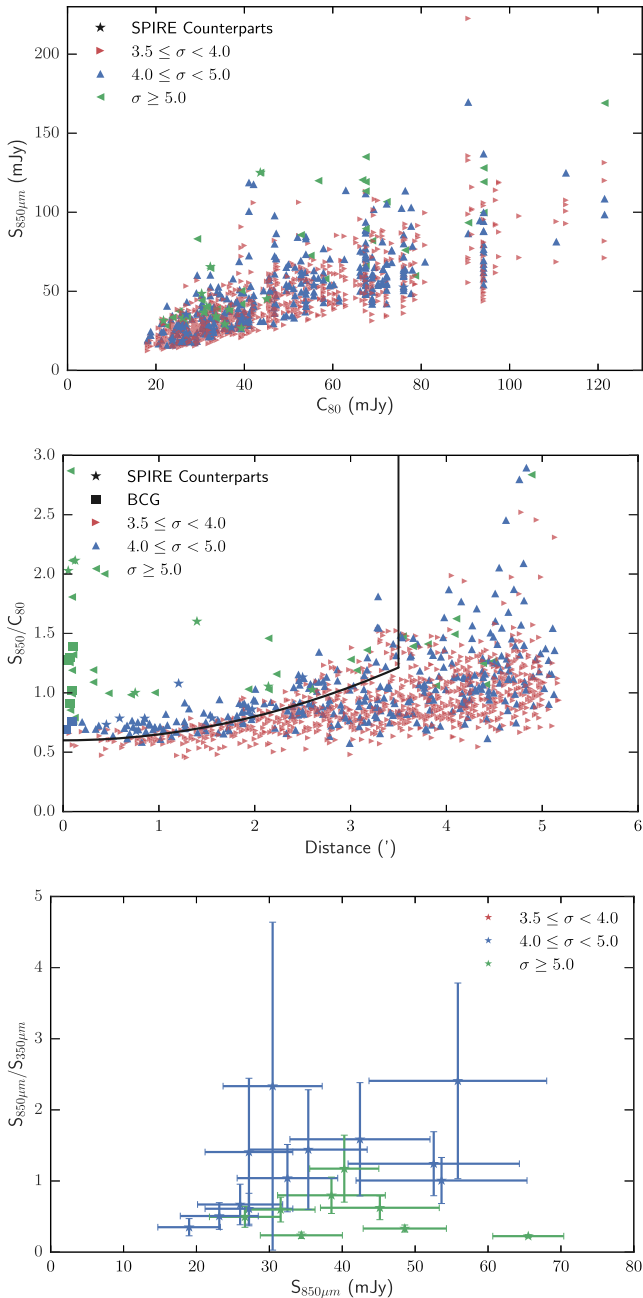 SPIRE Counterparts
3.5 ≤ σ < 4.0
4.0 ≤ σ < 5.0
σ ≥ 5.0
200
150
100
50
0
S850μm (mJy)
0 20 40 60 80 100 120
C80 (mJy)
3.0
2.5
2.0
1.5
1.0
0.5
0.0
S850/C80
SPIRE Counterparts
BCG
3.5 ≤ σ < 4.0
4.0 ≤ σ < 5.0
σ ≥ 5.0
0 1 2 3 4 5 6
Distance (')
5
4
3
2
1
0
S850μm/S350μm
3.5 ≤ σ < 4.0
4.0 ≤ σ < 5.0
σ ≥ 5.0
0 10 20 30 40 50 60 70 80
S850μm (mJy)